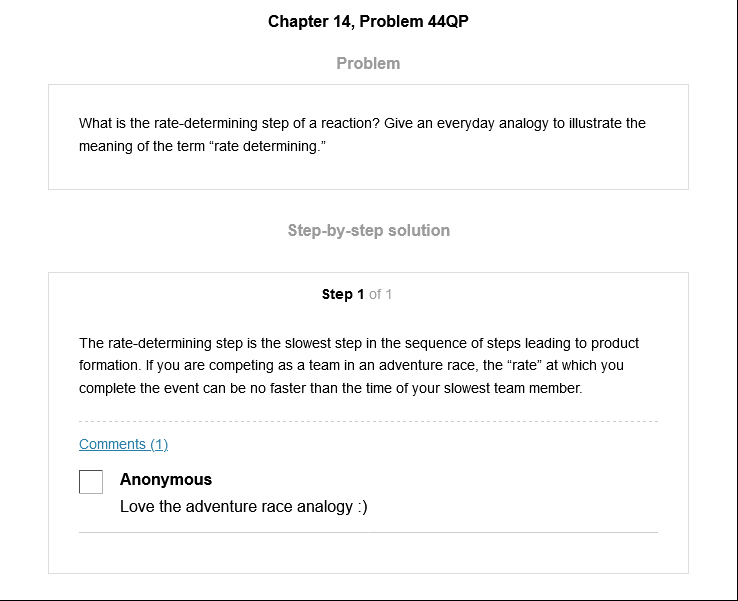 Chapter 14, Problem 44QP
Problem
What is the rate-determining step of a reaction? Give an everyday analogy to illustrate the
meaning of the term “rate determining.”
Step-by-step solution
Step 1 of 1
The rate-determining step is the slowest step in the sequence of steps leading to product
formation. If you are competing as a team in an adventure race, the “rate” at which you
complete the event can be no faster than the time of your slowest team member.
Comments (1)
Anonymous
Love the adventure race analogy :)